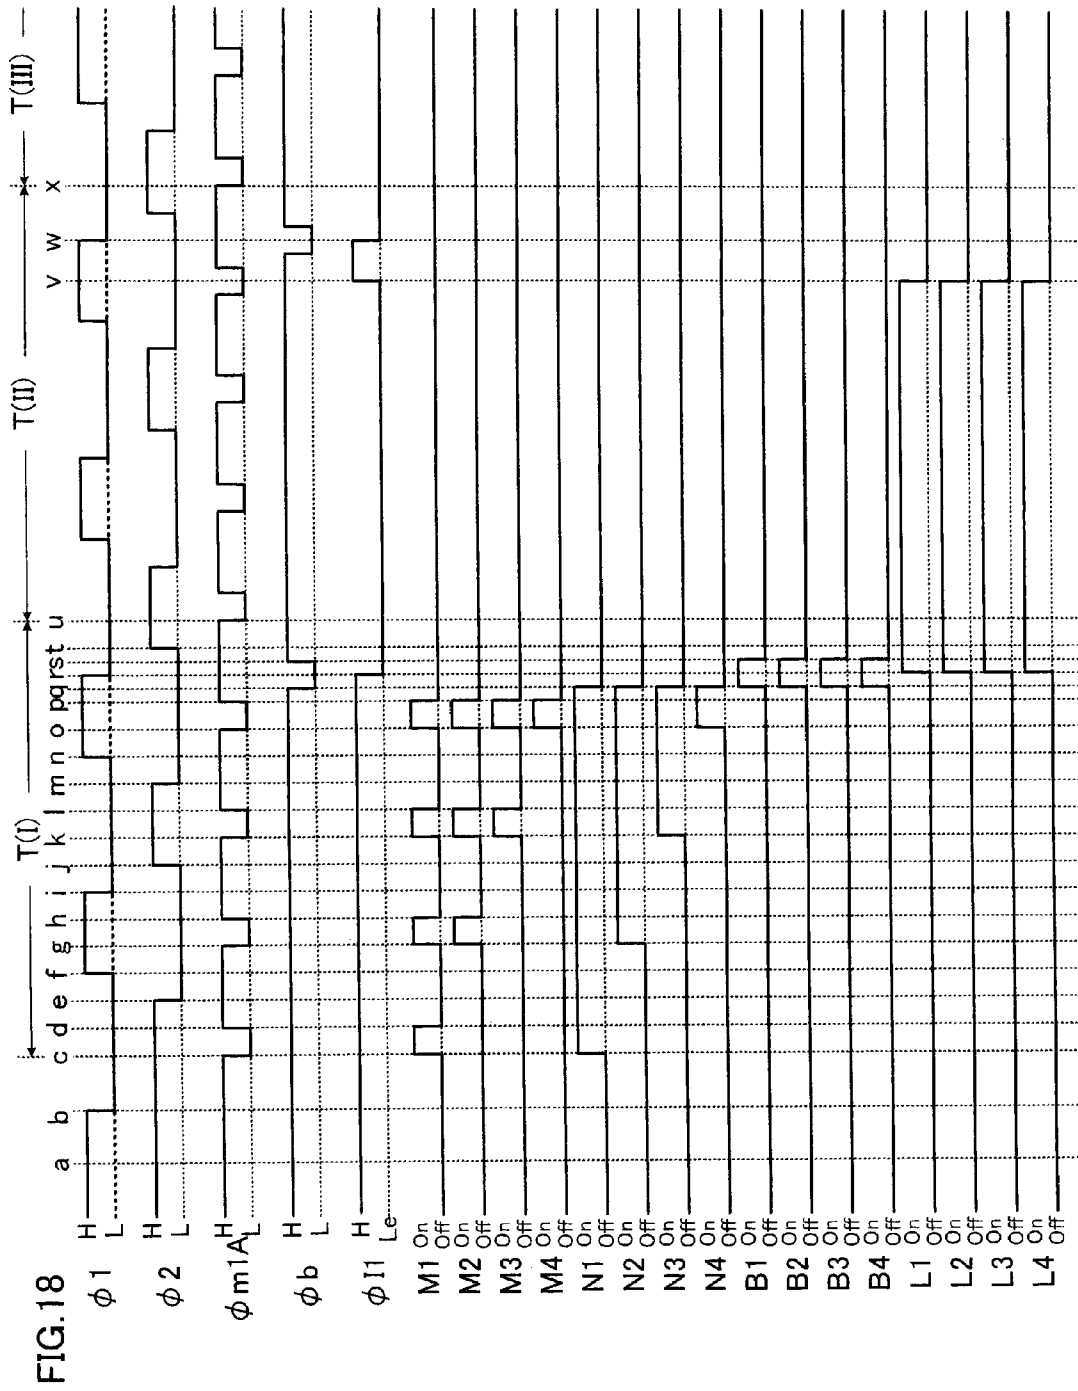 FIG.18
T(I) T(II) T(III)
a b c d e f g h i j k l m n o p q r s t u v w x
φ1 H L
φ2 H L
φm1A H L
φb H L
φI1 H Le
M1 On Off
M2 On Off
M3 On Off
M4 On Off
N1 On Off
N2 On Off
N3 On Off
N4 On Off
B1 On Off
B2 On Off
B3 On Off
B4 On Off
L1 On Off
L2 On Off
L3 On Off
L4 On Off